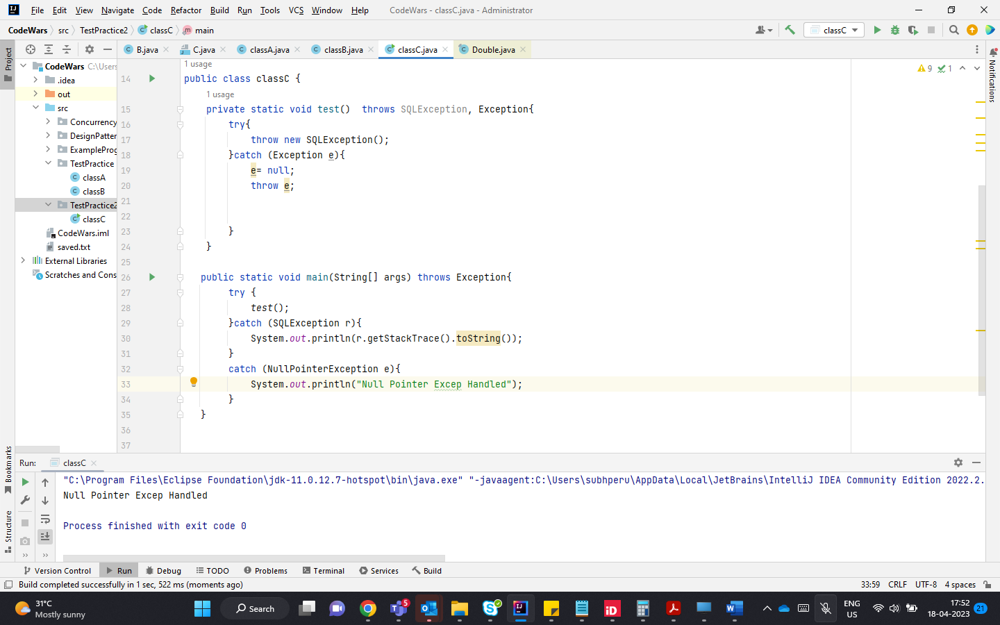 File Edit View Navigate Code Refactor Build Run Tools VCS Window Help CodeWars - classC.java - Administrator
CodeWars src TestPractice2 classC main classC
Project B.java C.java classA.java classB.java classC.java Double.java
CodeWars C:\Users
.idea
out
src
Concurrency
DesignPatter
ExampleProg
TestPractice
classA
classB
TestPractice2
classC
CodeWars.iml
saved.txt
External Libraries
Scratches and Cons
1 usage
14 public class classC {
1 usage
15 private static void test()  throws SQLException, Exception{
16 try{
17 throw new SQLException();
18 }catch (Exception e){
19 e= null;
20 throw e;
21
22
23 }
24 }
25
26 public static void main(String[] args) throws Exception{
27 try {
28 test();
29 }catch (SQLException r){
30 System.out.println(r.getStackTrace().toString());
31 }
32 catch (NullPointerException e){
33 System.out.println("Null Pointer Excep Handled");
34 }
35 }
36
37
9 1
Notifications
Bookmarks
Structure
Run: classC
"C:\Program Files\Eclipse Foundation\jdk-11.0.12.7-hotspot\bin\java.exe" "-javaagent:C:\Users\subhperu\AppData\Local\JetBrains\IntelliJ IDEA Community Edition 2022.2.
Null Pointer Excep Handled
Process finished with exit code 0
Version Control Run Debug TODO Problems Terminal Services Build
Build completed successfully in 1 sec, 522 ms (moments ago) 33:59 CRLF UTF-8 4 spaces
31°C
Mostly sunny
Search
5
ENG
US
17:52
18-04-2023
21